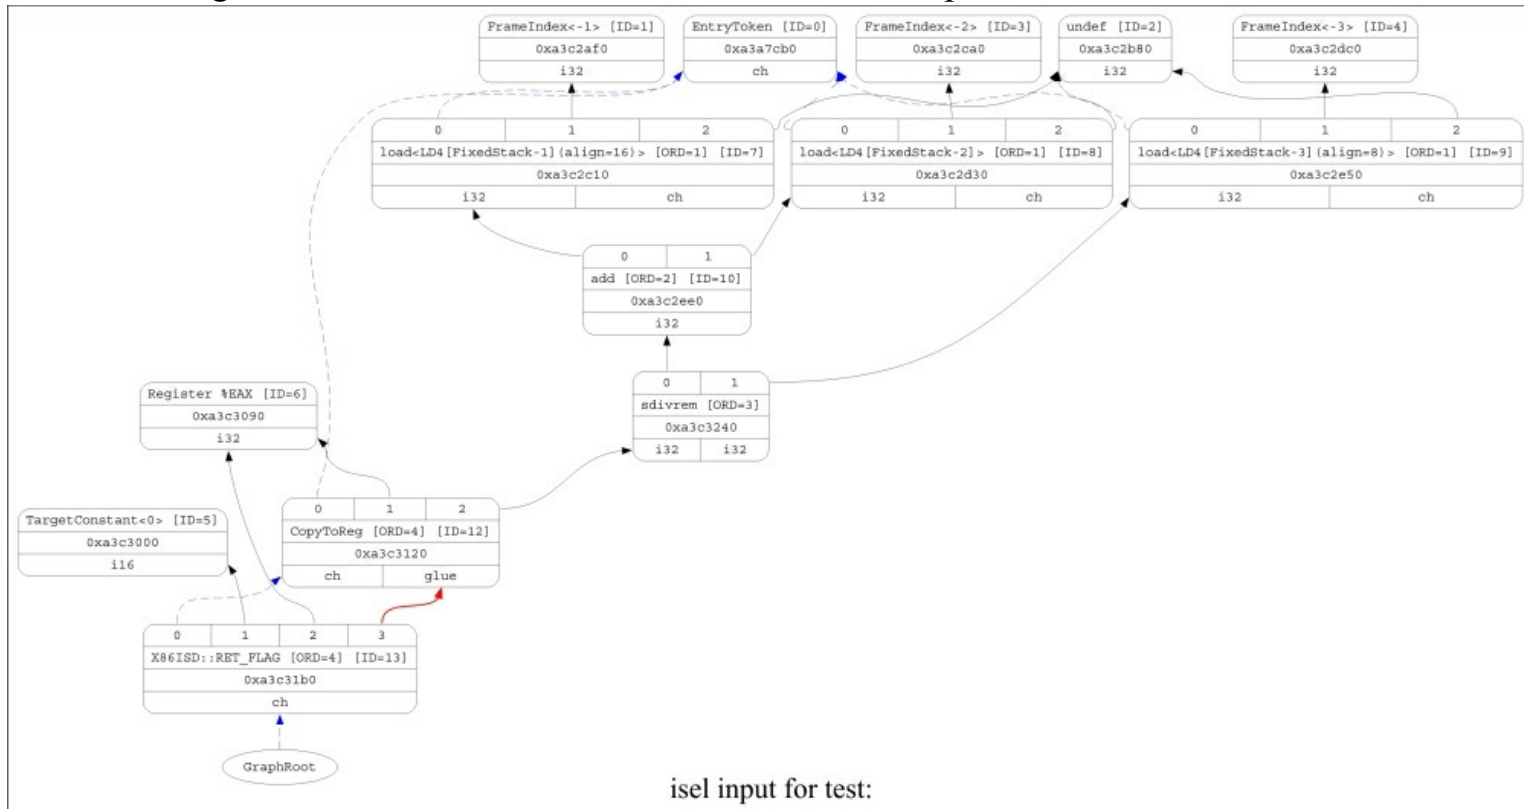 FrameIndex<-1> [ID=1]
0xa3c2af0
i32
EntryToken [ID=0]
0xa3a7cb0
ch
FrameIndex<-2> [ID=3]
0xa3c2ca0
i32
undef [ID=2]
0xa3c2b80
i32
FrameIndex<-3> [ID=4]
0xa3c2dc0
i32
0 1 2
load<LD4[FixedStack-1](align=16)> [ORD=1] [ID=7]
0xa3c2c10
i32 ch
0 1 2
load<LD4[FixedStack-2]> [ORD=1] [ID=8]
0xa3c2d30
i32 ch
0 1 2
load<LD4[FixedStack-3](align=8)> [ORD=1] [ID=9]
0xa3c2e50
i32 ch
0 1
add [ORD=2] [ID=10]
0xa3c2ee0
i32
0 1
sdivrem [ORD=3]
0xa3c3240
i32 i32
Register %EAX [ID=6]
0xa3c3090
i32
0 1 2
CopyToReg [ORD=4] [ID=12]
0xa3c3120
ch glue
TargetConstant<0> [ID=5]
0xa3c3000
i16
0 1 2 3
X86ISD::RET_FLAG [ORD=4] [ID=13]
0xa3c31b0
ch
GraphRoot
isel input for test: